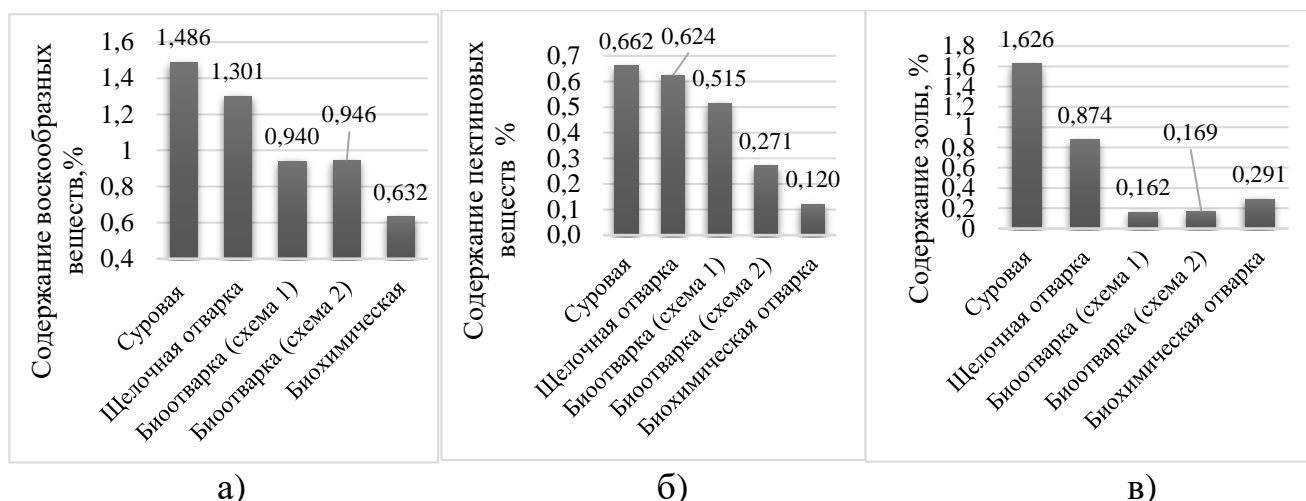 Содержание воскообразных
веществ,%
1,6
1,4
1,2
1
0,8
0,6
0,4
1,486
1,301
0,940
0,946
0,632
Суровая
Щелочная отварка
Биоотварка (схема 1)
Биоотварка (схема 2)
Биохимическая
а)
Содержание пектиновых
веществ %
0,7
0,6
0,5
0,4
0,3
0,2
0,1
0,0
0,662
0,624
0,515
0,271
0,120
Суровая
Щелочная отварка
Биоотварка (схема 1)
Биоотварка (схема 2)
Биохимическая отварка
б)
Содержание золы, %
1,8
1,6
1,4
1,2
1
0,8
0,6
0,4
0,2
0
1,626
0,874
0,162
0,169
0,291
Суровая
Щелочная отварка
Биоотварка (схема 1)
Биоотварка (схема 2)
Биохимическая отварка
в)